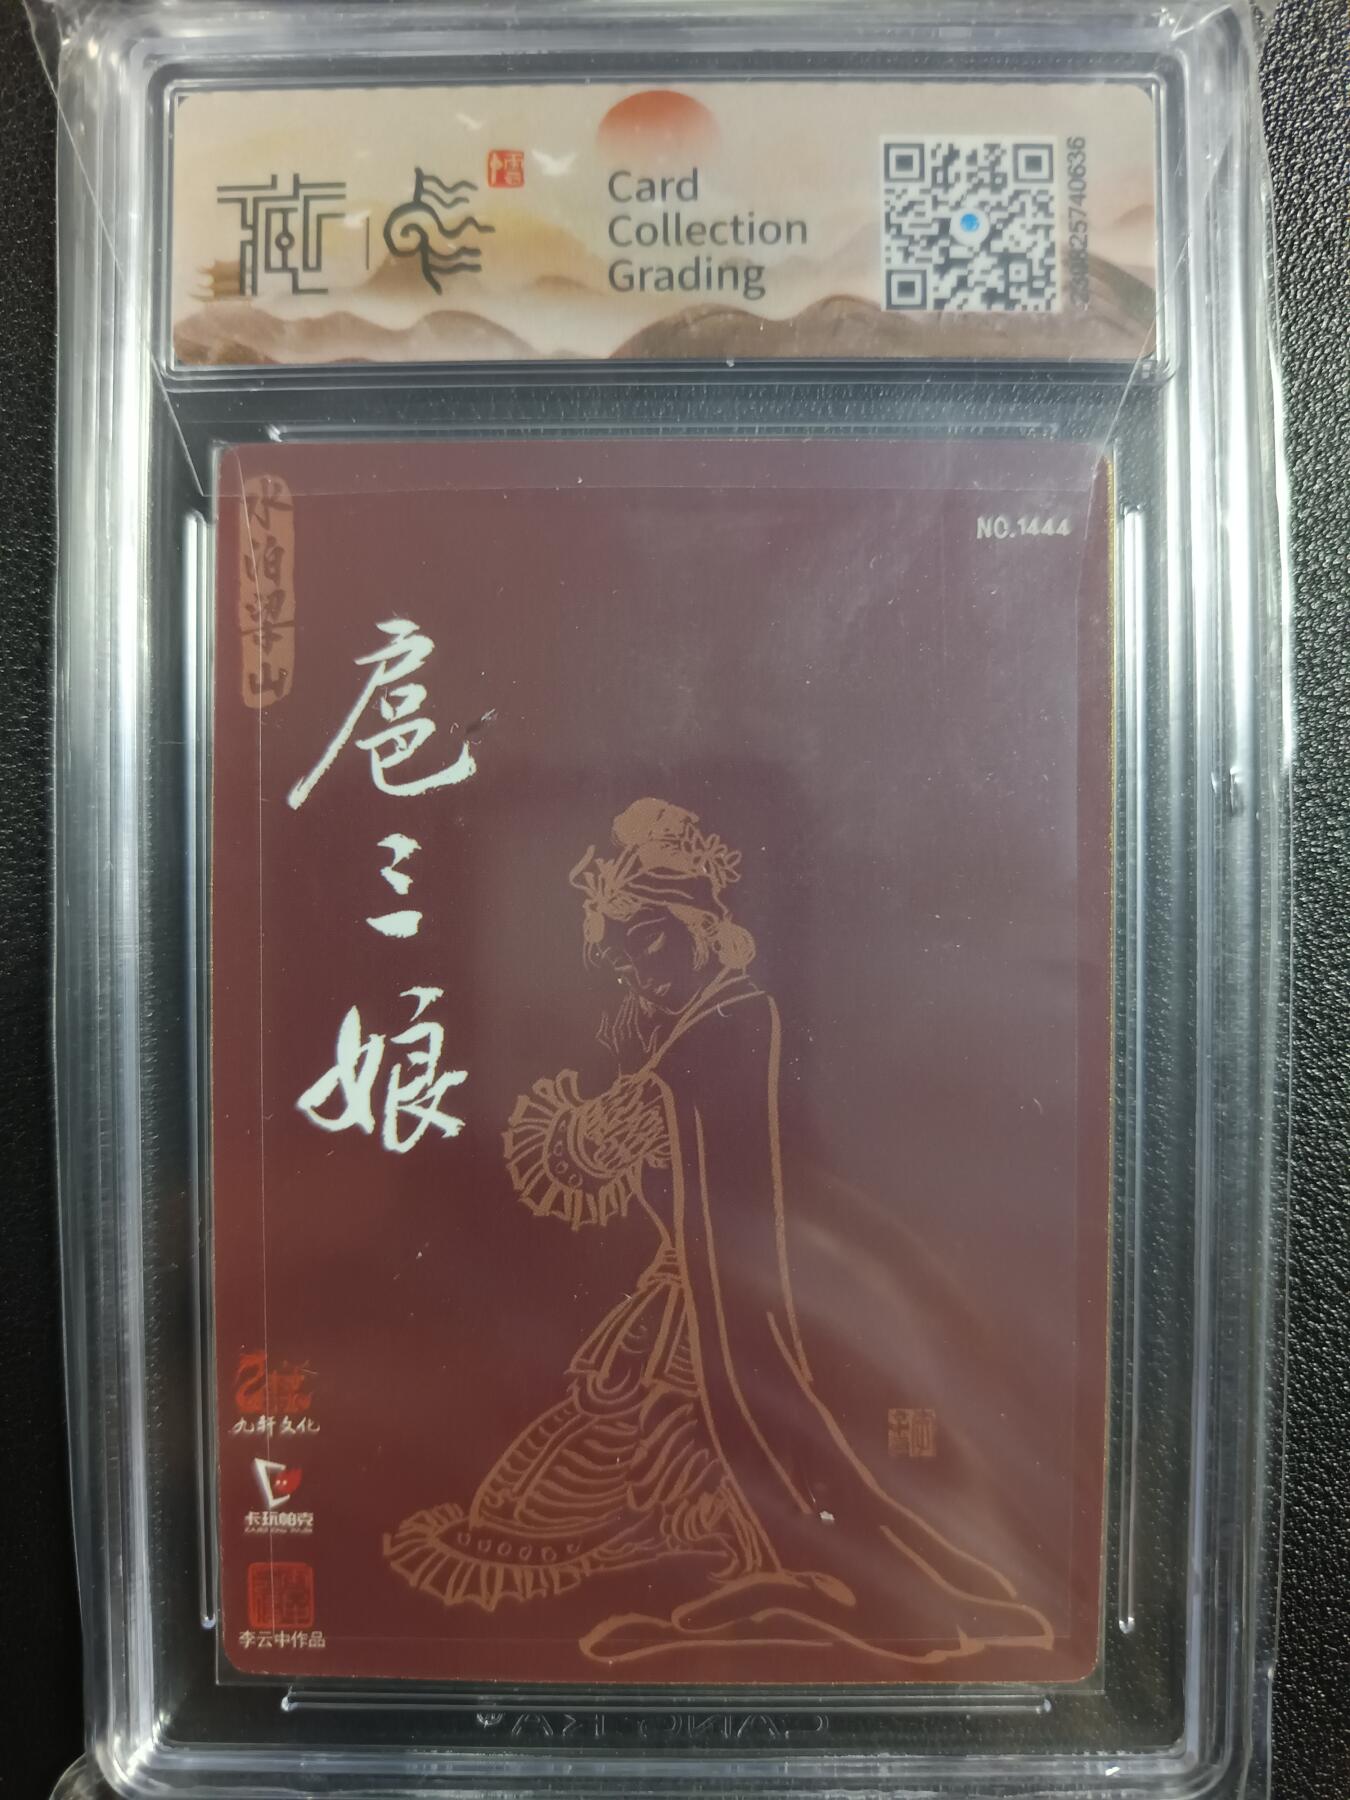 藏
Card
Collection
Grading
NO.1444
水泊梁山
扈三娘
九轩文化
卡玩帕克
李云中作品